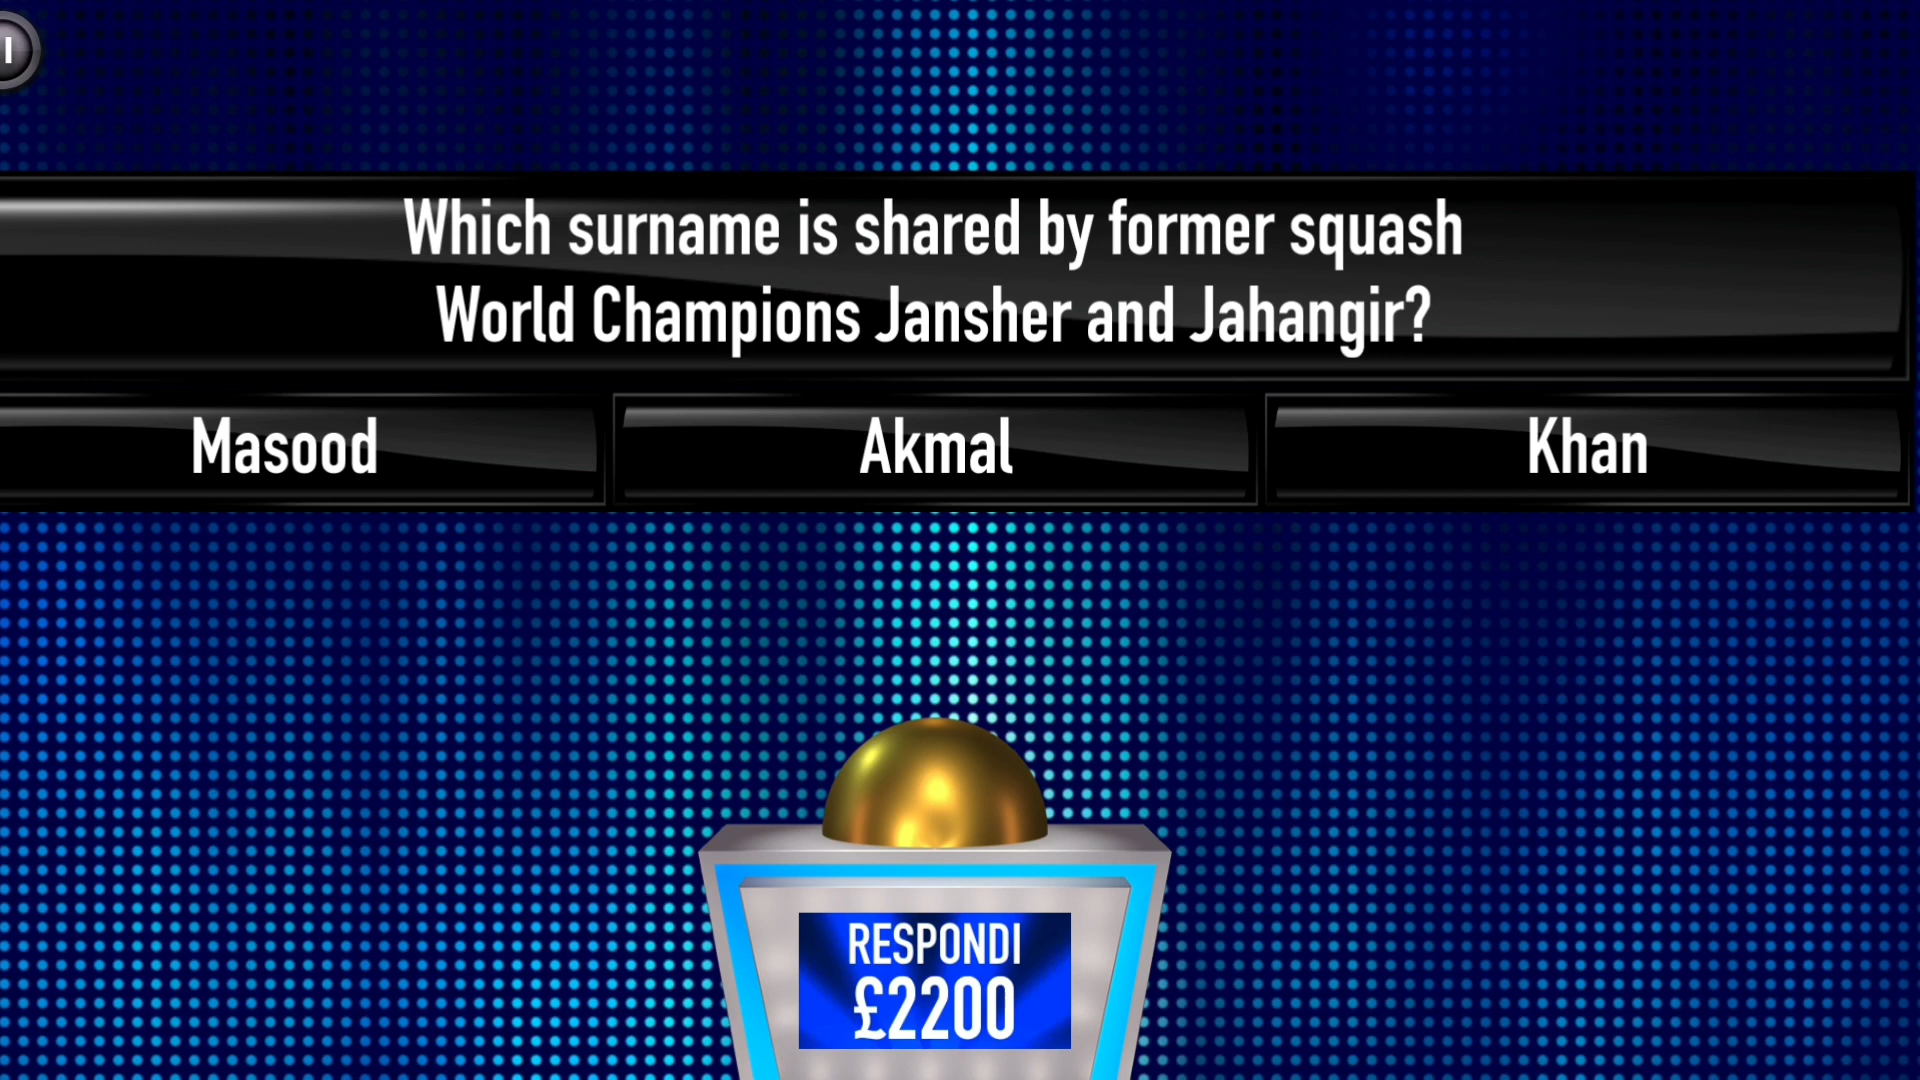 Which surname is shared by former squash
World Champions Jansher and Jahangir?
Masood
Akmal
Khan
RESPONDI
£2200